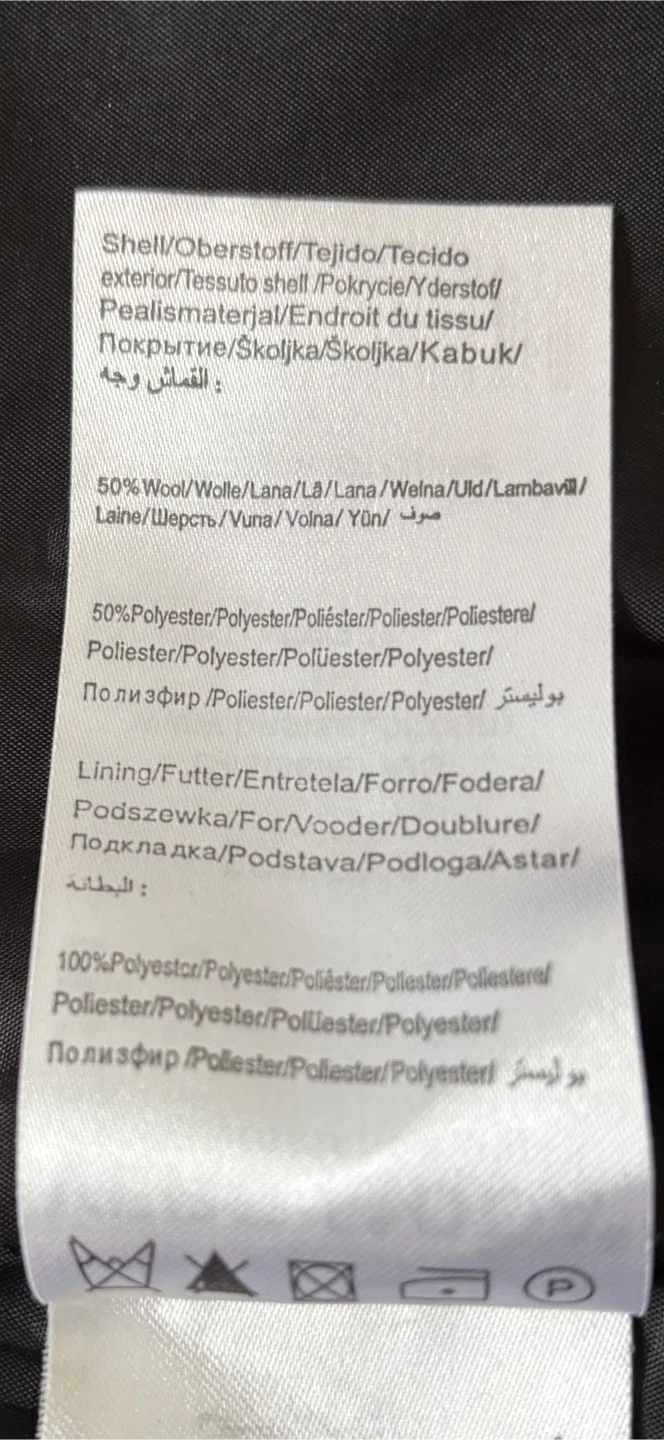 Shell/Oberstoff/Tejido/Tecido
exterior/Tessuto shell /Pokrycie/Yderstof/
Pealismaterjal/Endroit du tissu/
Покрытие/Školjka/Školjka/Kabuk/
القماش وجه :
50%Wool/Wolle/Lana/Lã/Lana/Welna/Uld/Lambavill/
Laine/Шерсть/Vuna/Volna/ Yün/ صوف
50%Polyester/Polyester/Poliéster/Poliester/Poliestere/
Poliester/Polyester/Polüester/Polyester/
Полизфир /Poliester/Poliester/Polyester/ بوليستر
Lining/Futter/Entretela/Forro/Fodera/
Podszewka/For/Vooder/Doublure/
Подкладка/Podstava/Podloga/Astar/
البطانة :
100%Polyester/Polyester/Poliéster/Poliester/Poliestere/
Poliester/Polyester/Polüester/Polyester/
Полизфир /Poliester/Poliester/Polyester/ بوليستر
P